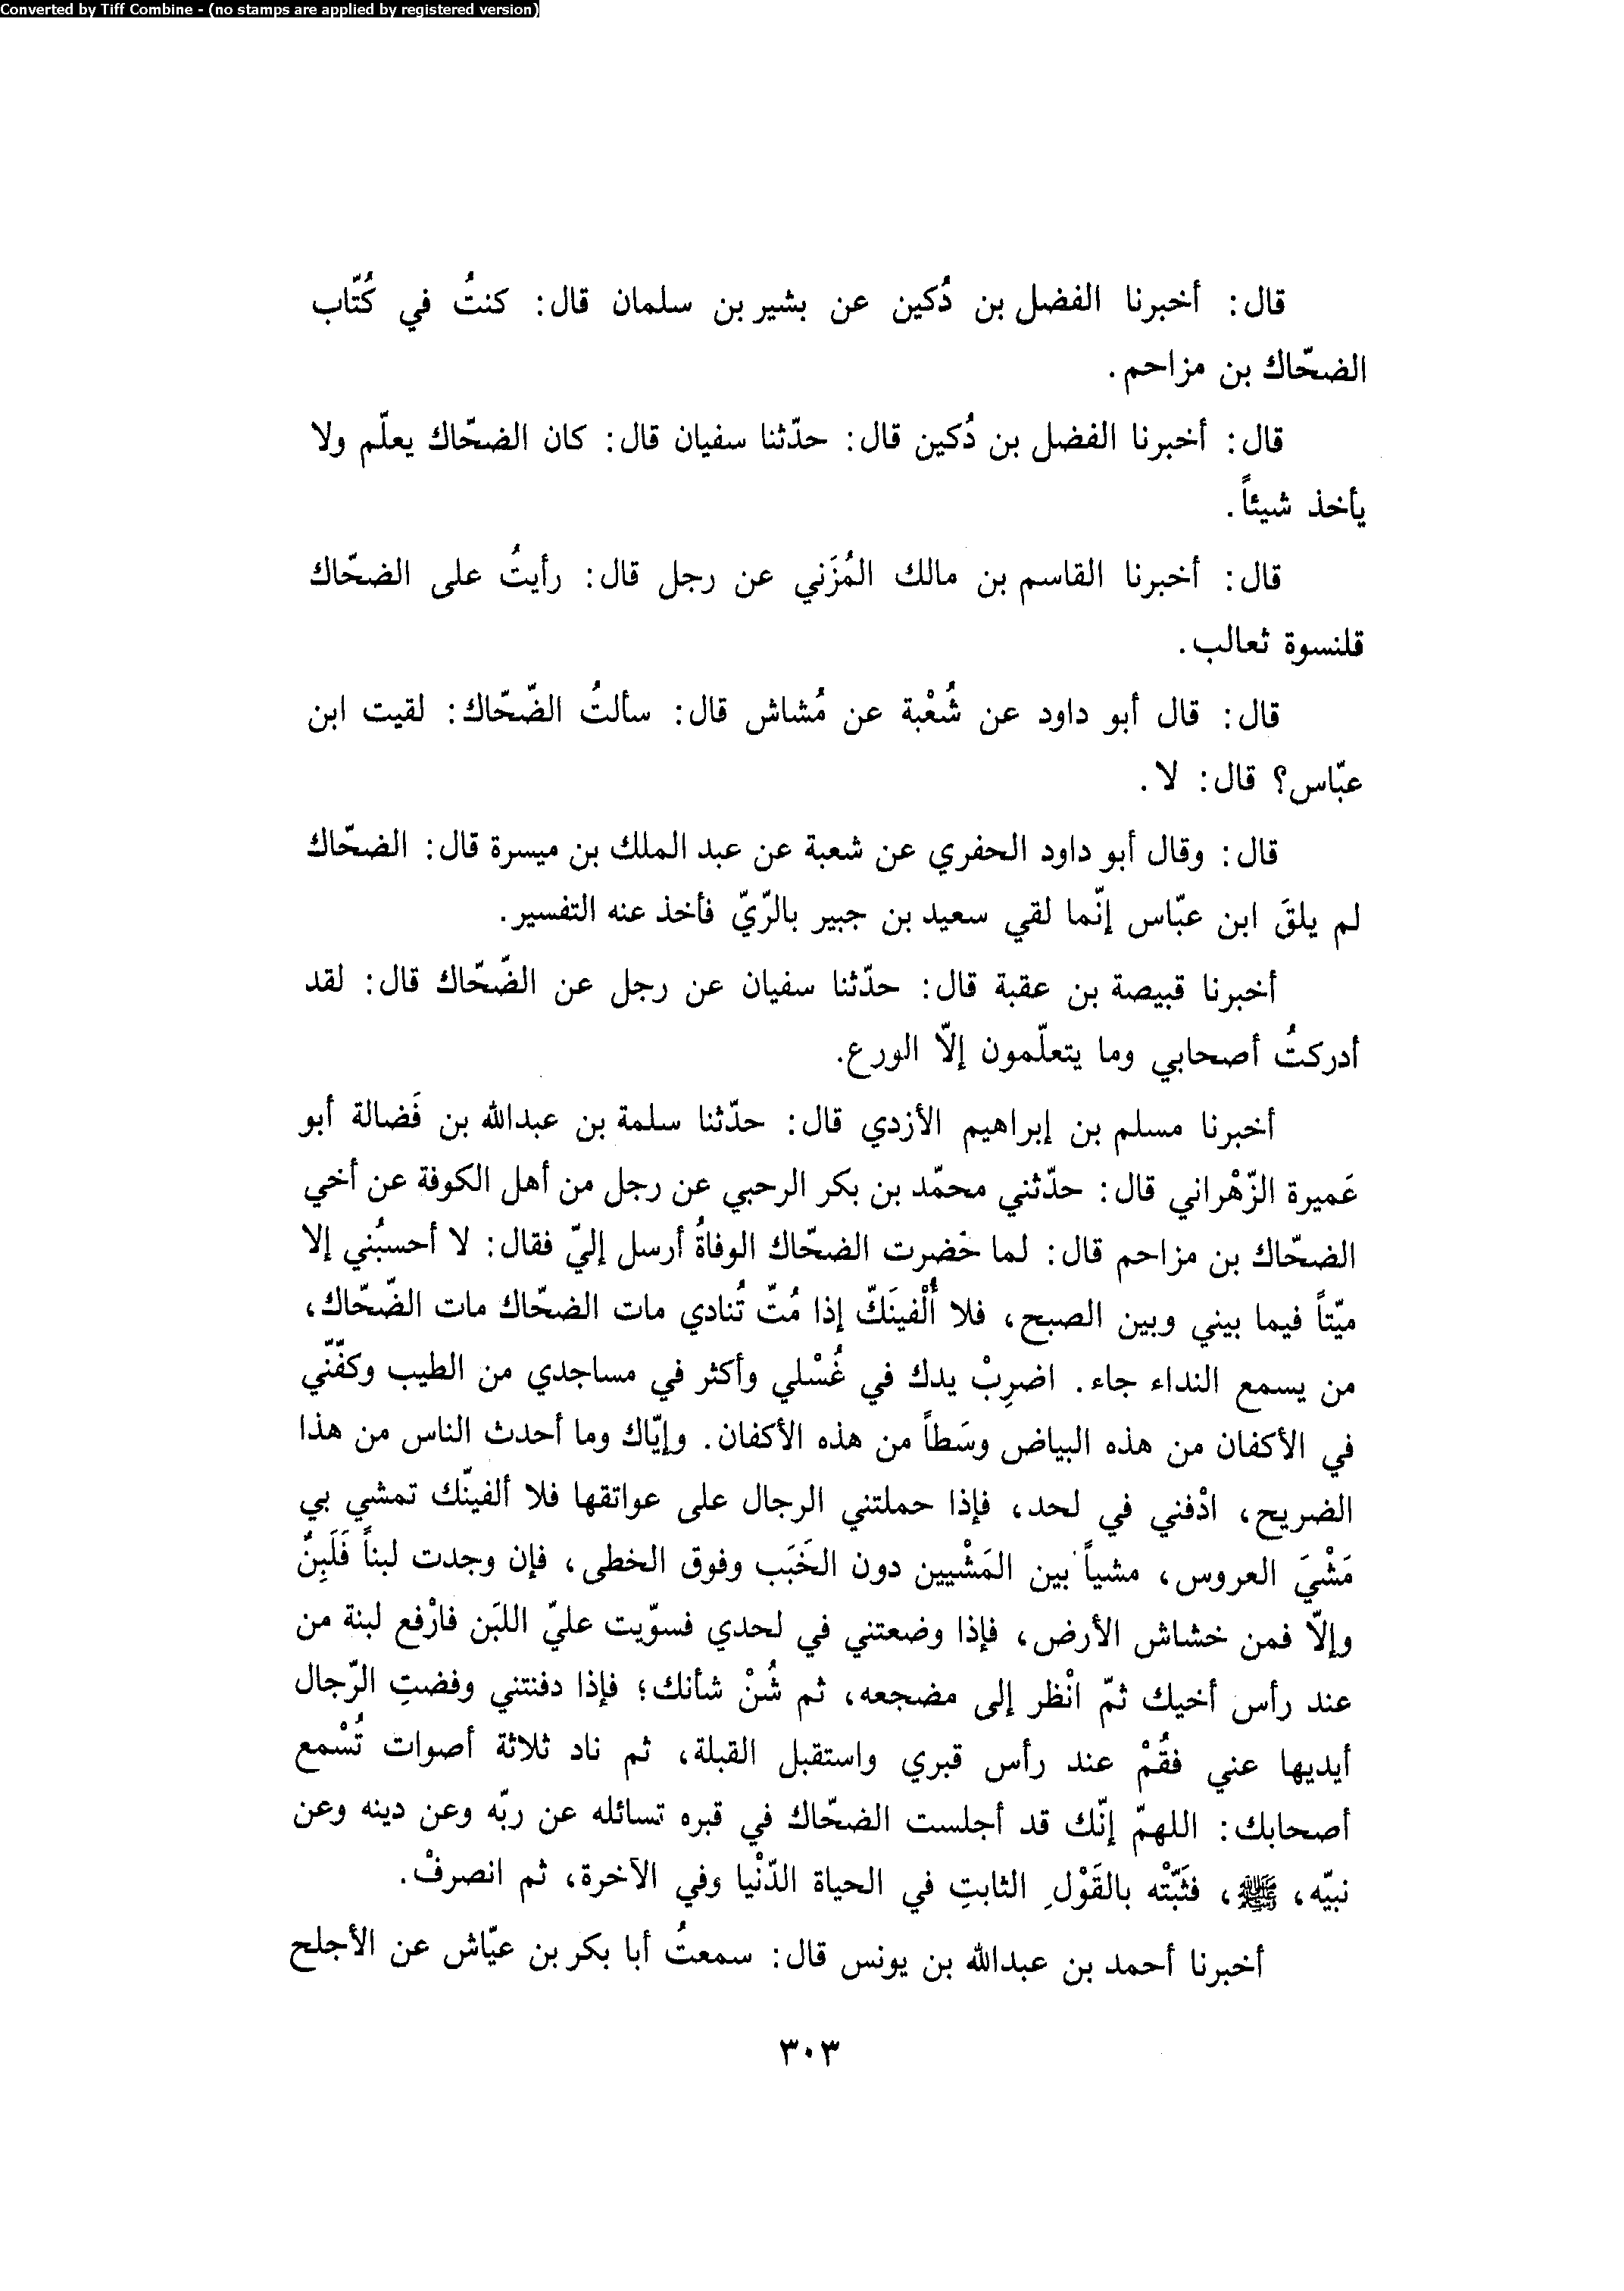 Converted by Tiff Combine - (no stamps are applied by registered version)
قال: أخبرنا الفضل بن دُكين عن بشير بن سلمان قال: كنتُ في كُتّاب
الضحّاك بن مزاحم.
قال: أخبرنا الفضل بن دُكين قال: حدّثنا سفيان قال: كان الضحّاك يعلّم ولا
يأخذ شيئاً.
قال: أخبرنا القاسم بن مالك المُزَني عن رجل قال: رأيتُ على الضحّاك
قلنسوة ثعالب.
قال: قال أبو داود عن شُعْبة عن مُشاش قال: سألتُ الضّحّاك: لقيت ابن
عبّاس؟ قال: لا.
قال: وقال أبو داود الحفري عن شعبة عن عبد الملك بن ميسرة قال: الضحّاك
لم يلقَ ابن عبّاس إنّما لقي سعيد بن جبير بالرّيّ فأخذ عنه التفسير.
أخبرنا قبيصة بن عقبة قال: حدّثنا سفيان عن رجل عن الضّحّاك قال: لقد
أدركتُ أصحابي وما يتعلّمون إلّا الورع.
أخبرنا مسلم بن إبراهيم الأزدي قال: حدّثنا سلمة بن عبدالله بن فَضالة أبو
عَميرة الزّهْراني قال: حدّثني محمّد بن بكر الرحبي عن رجل من أهل الكوفة عن أخي
الضحّاك بن مزاحم قال: لما حَضرت الضحّاك الوفاةُ أرسل إليّ فقال: لا أحسبُني إلا
ميّتاً فيما بيني وبين الصبح، فلا أُلْفينَكّ إذا مُتّ تُنادي مات الضحّاك مات الضّحّاك،
من يسمع النداء جاء. اضرِبْ يدك في غُسْلي وأكثر في مساجدي من الطيب وكفّنّي
في الأكفان من هذه البياض وسَطاً من هذه الأكفان. وإيّاك وما أحدث الناس من هذا
الضريح، ادْفني في لحد، فإذا حملتني الرجال على عواتقها فلا ألفينّك تمشي بي
مَشْيَ العروس، مشياً بين المَشْيين دون الخَبَب وفوق الخطى، فإن وجدت لبناً فَلَبِنٌ
وإلّا فمن خشاش الأرض، فإذا وضعتني في لحدي فسوّيت عليّ اللبَن فارْفع لبنة من
عند رأس أخيك ثمّ انْظر إلى مضجعه، ثم شُنْ شأنك؛ فإذا دفنتني وفضتِ الرّجال
أيديها عني فقُمْ عند رأس قبري واستقبل القبلة، ثم ناد ثلاثة أصوات تُسْمع
أصحابك: اللهمّ إنّك قد أجلست الضحّاك في قبره تسائله عن ربّه وعن دينه وعن
نبيّه، ﷺ، فثَبّتْه بالقَوْلِ الثابتِ في الحياة الدّنْيا وفي الآخرة، ثم انصرفْ.
أخبرنا أحمد بن عبدالله بن يونس قال: سمعتُ أبا بكر بن عيّاش عن الأجلح
٣٠٣